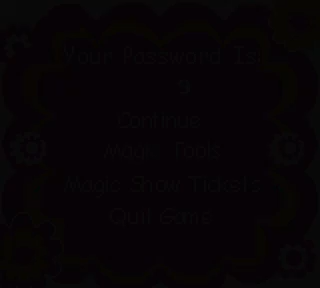 Your Password Is:
Continue
Magic Tools
Magic Show Tickets
Quit Game